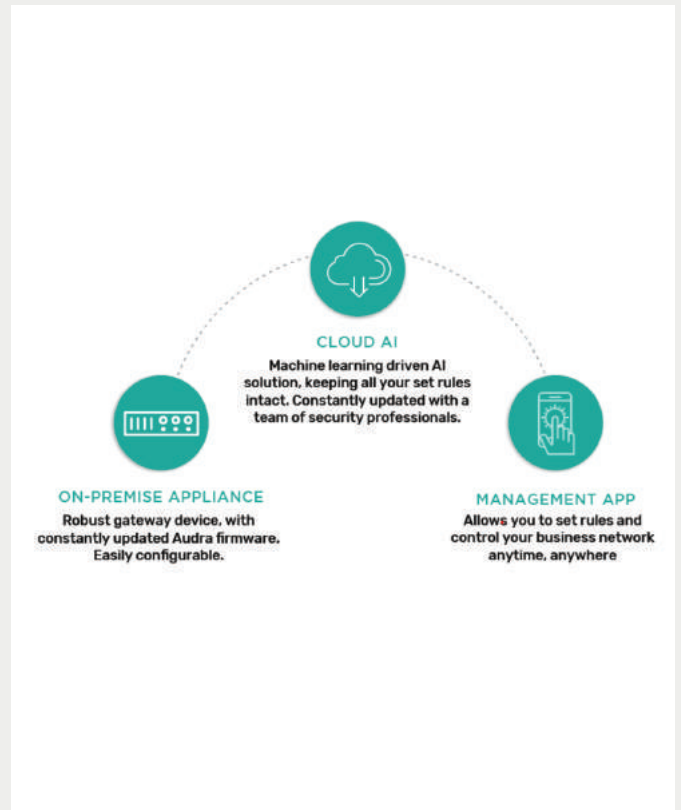 CLOUD AI
Machine learning driven AI
solution, keeping all your set rules
intact. Constantly updated with a
team of security professionals.
ON-PREMISE APPLIANCE
Robust gateway device, with
constantly updated Audra firmware.
Easily configurable.
MANAGEMENT APP
Allows you to set rules and
control your business network
anytime, anywhere